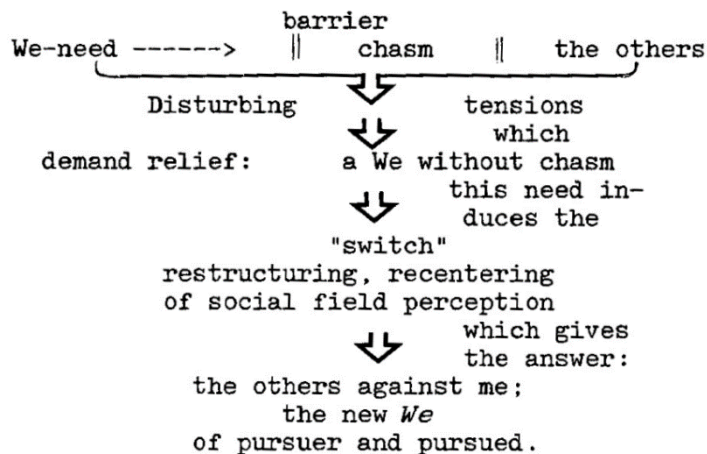 barrier
We-need ------> || chasm || the others
Disturbing tensions
which
demand relief: a We without chasm
this need in-
duces the
"switch"
restructuring, recentering
of social field perception
which gives
the answer:
the others against me;
the new We
of pursuer and pursued.